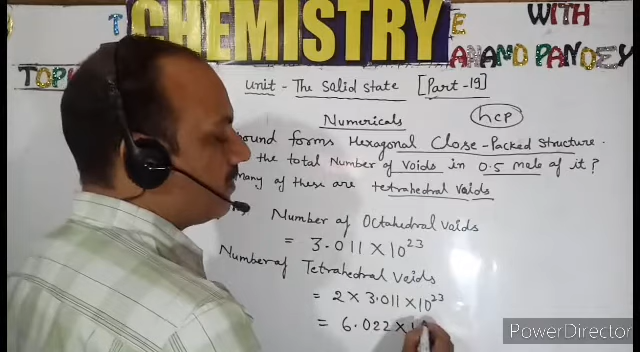 CHEMISTRY
WITH
ANAND PANDEY
Unit - The Solid State [Part-19]
Numericals
hcp
forms Hexagonal Close-Packed Structure.
the total Number of voids in 0.5 mole of it?
many of these are tetrahedral voids
Number of Octahedral voids
= 3.011 × 10²³
Number of Tetrahedral voids
= 2 × 3.011 × 10²³
= 6.022 × 1
PowerDirector